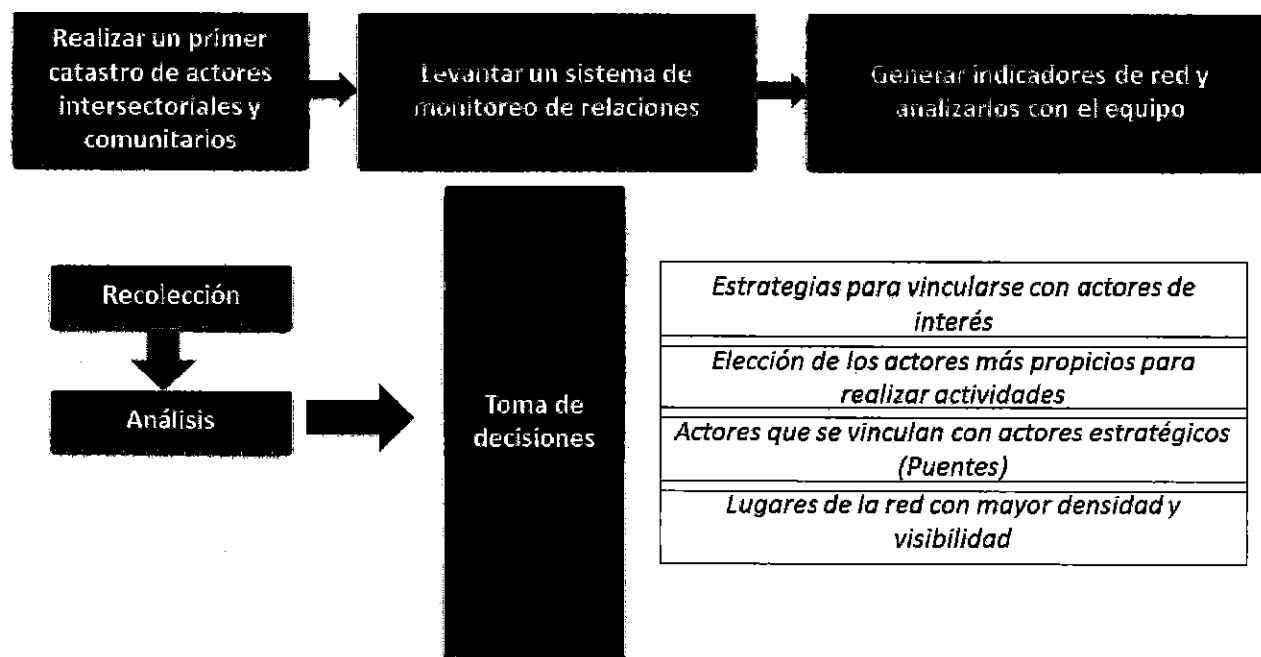 Realizar un primer
catastro de actores
intersectoriales y
comunitarios
Levantar un sistema de
monitoreo de relaciones
Generar indicadores de red y
analizarlos con el equipo
Recolección
Análisis
Toma de
decisiones
Estrategias para vincularse con actores de
interés
Elección de los actores más propicios para
realizar actividades
Actores que se vinculan con actores estratégicos
(Puentes)
Lugares de la red con mayor densidad y
visibilidad